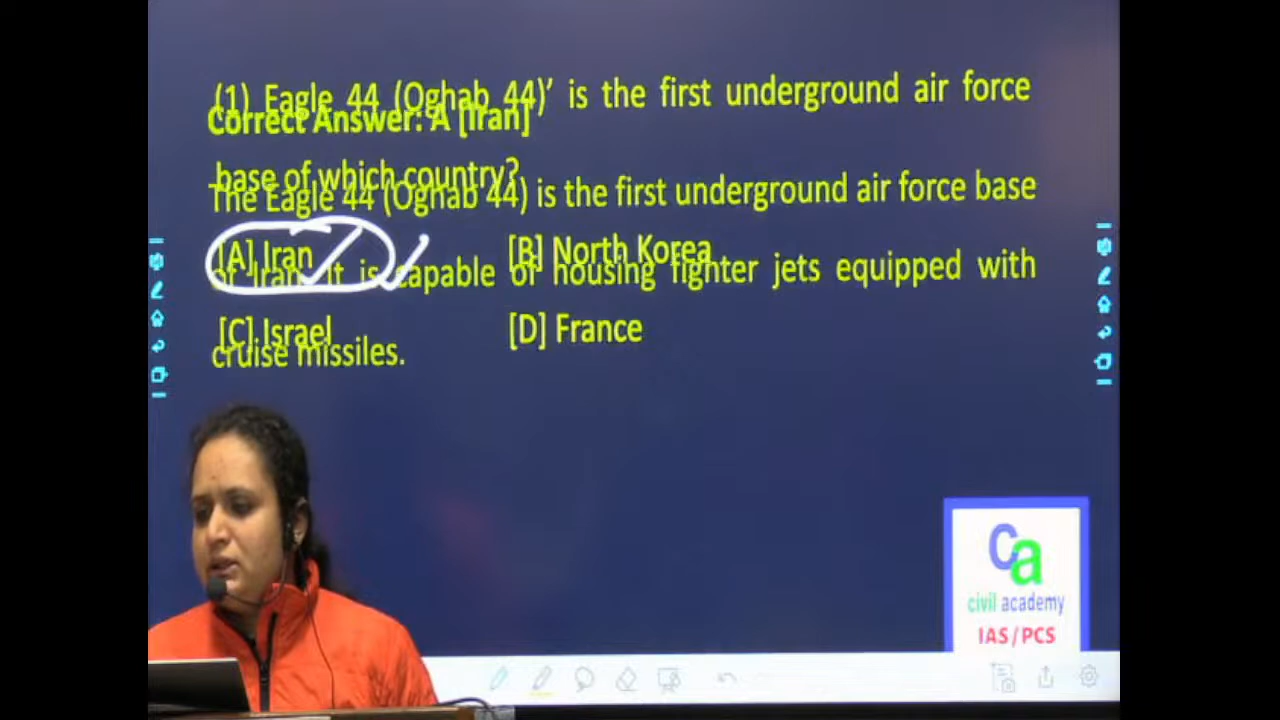 (1) Eagle 44 (Oghab 44)' is the first underground air force
Correct Answer: A [Iran]
base of which country?
The Eagle 44 (Oghab 44) is the first underground air force base
[A] Iran [B] North Korea
of Iran. It is capable of housing fighter jets equipped with
[C] Israel [D] France
cruise missiles.
Ca
civil academy
IAS/PCS